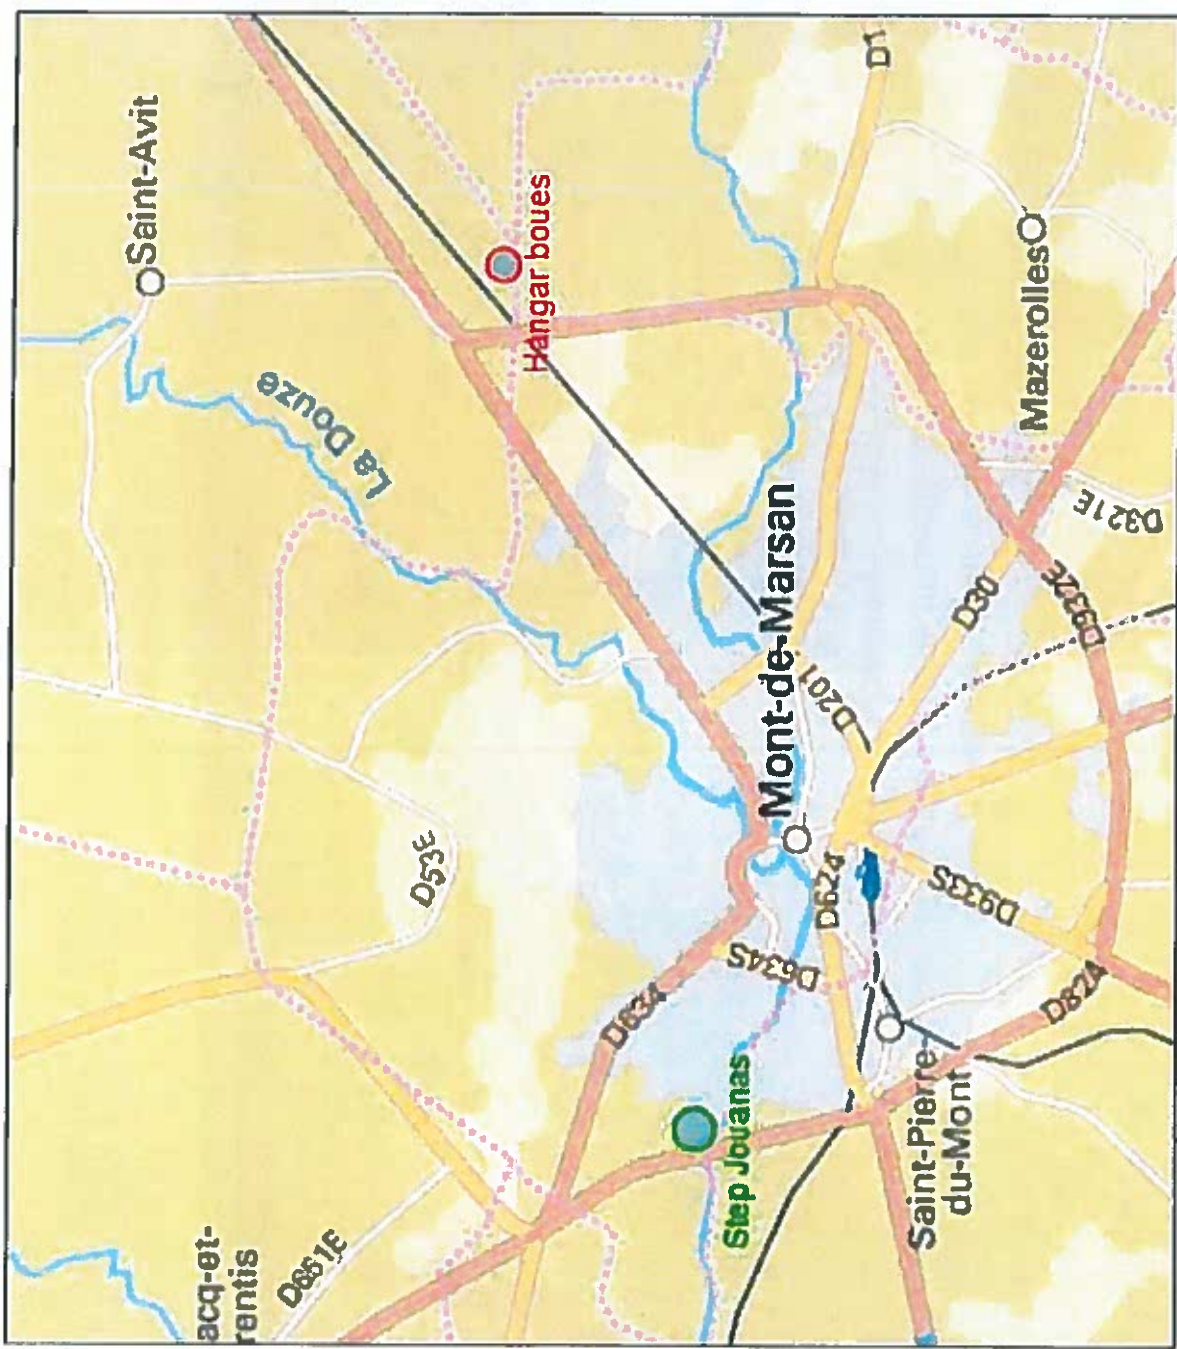 acq-et-
rentis
D651E
Step Jouanas
Saint-Pierre-
du-Mont
D634
D634S
D824
D53E
D624
D933S
Mont-de-Marsan
D201
D30
D932E
D321E
La Douze
Hangar boues
Saint-Avit
Mazerolles
D1